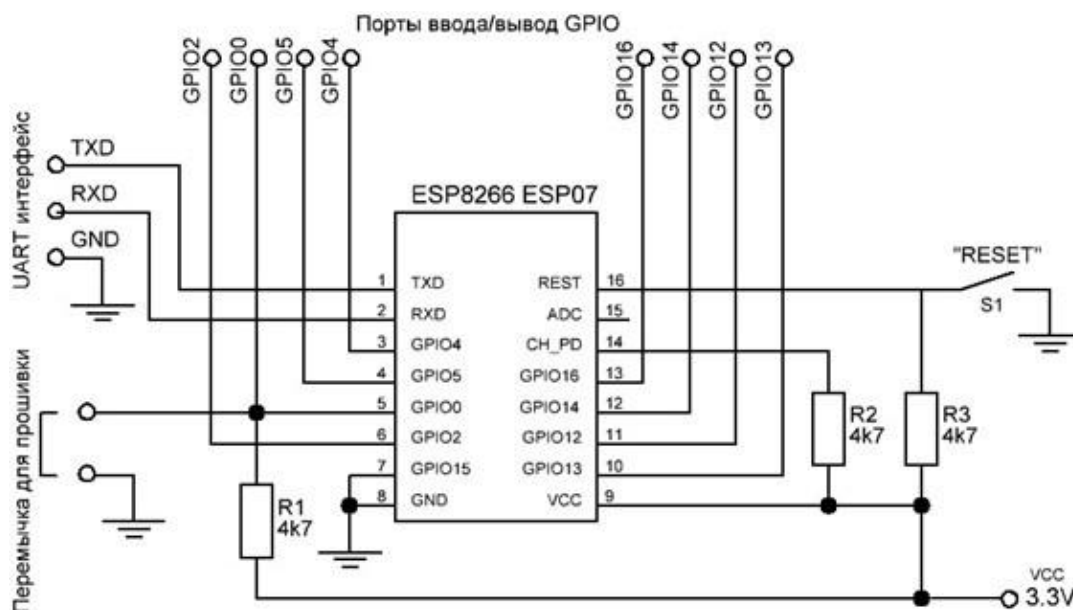 Порты ввода/вывод GPIO
GPIO2
GPIO0
GPIO5
GPIO4
GPIO16
GPIO14
GPIO12
GPIO13
UART интерфейс
TXD
RXD
GND
ESP8266 ESP07
1 TXD REST 16
2 RXD ADC 15
3 GPIO4 CH_PD 14
4 GPIO5 GPIO16 13
5 GPIO0 GPIO14 12
6 GPIO2 GPIO12 11
7 GPIO15 GPIO13 10
8 GND VCC 9
"RESET"
S1
Перемычка для прошивки
R1
4k7
R2
4k7
R3
4k7
VCC
3.3V